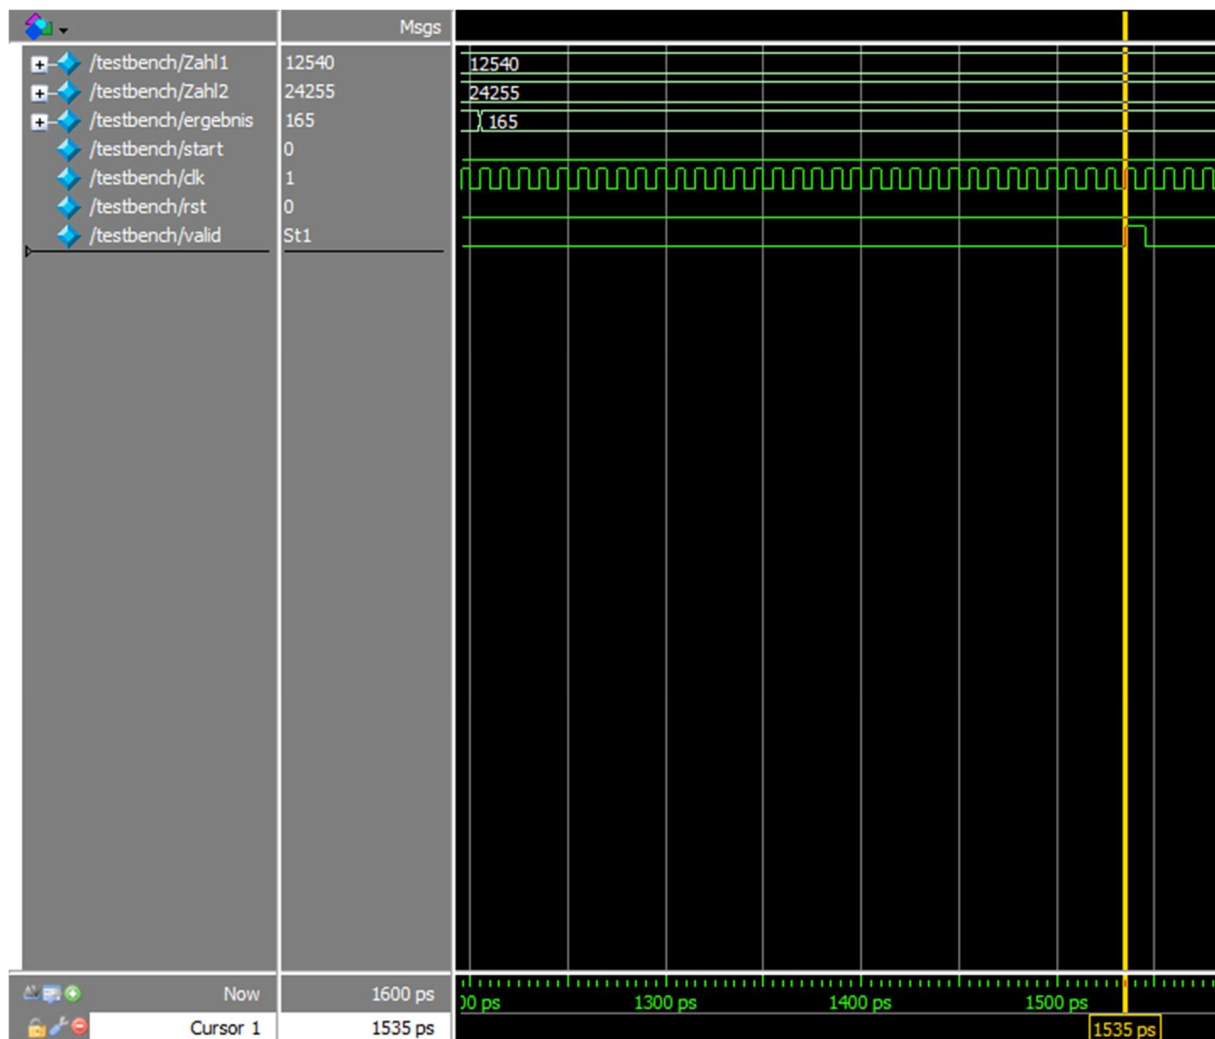 Msgs
/testbench/Zahl1 12540 12540
/testbench/Zahl2 24255 24255
/testbench/ergebnis 165 165
/testbench/start 0
/testbench/clk 1
/testbench/rst 0
/testbench/valid St1
Now 1600 ps 00 ps 1300 ps 1400 ps 1500 ps
Cursor 1 1535 ps 1535 ps